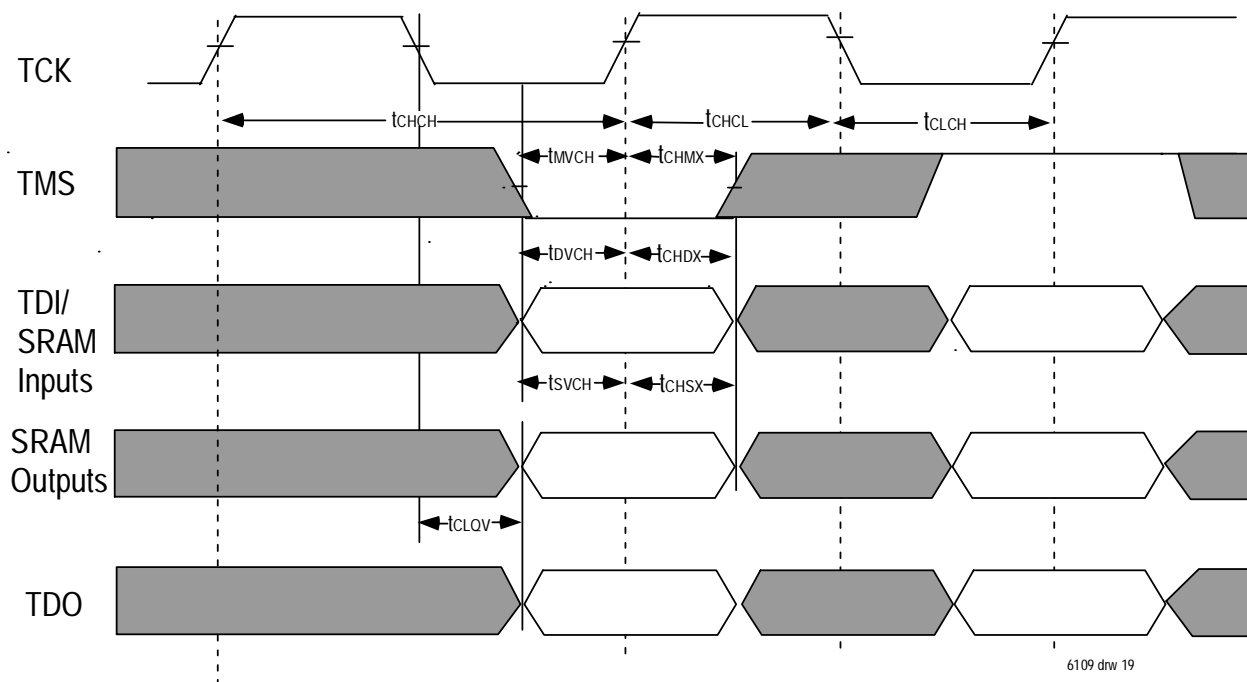 TCK
tCHCH
tCHCL
tCLCH
TMS
tMVCH
tCHMX
tDVCH
tCHDX
TDI/
SRAM
Inputs
tSVCH
tCHSX
SRAM
Outputs
tCLQV
TDO
6109 drw 19